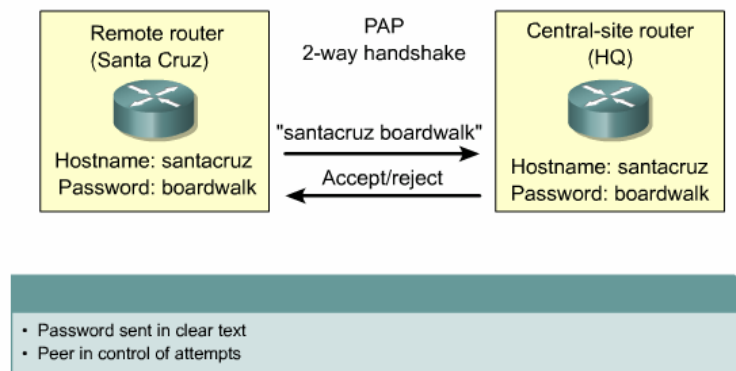 Remote router
(Santa Cruz)
Hostname: santacruz
Password: boardwalk
PAP
2-way handshake
"santacruz boardwalk"
Accept/reject
Central-site router
(HQ)
Hostname: santacruz
Password: boardwalk
• Password sent in clear text
• Peer in control of attempts